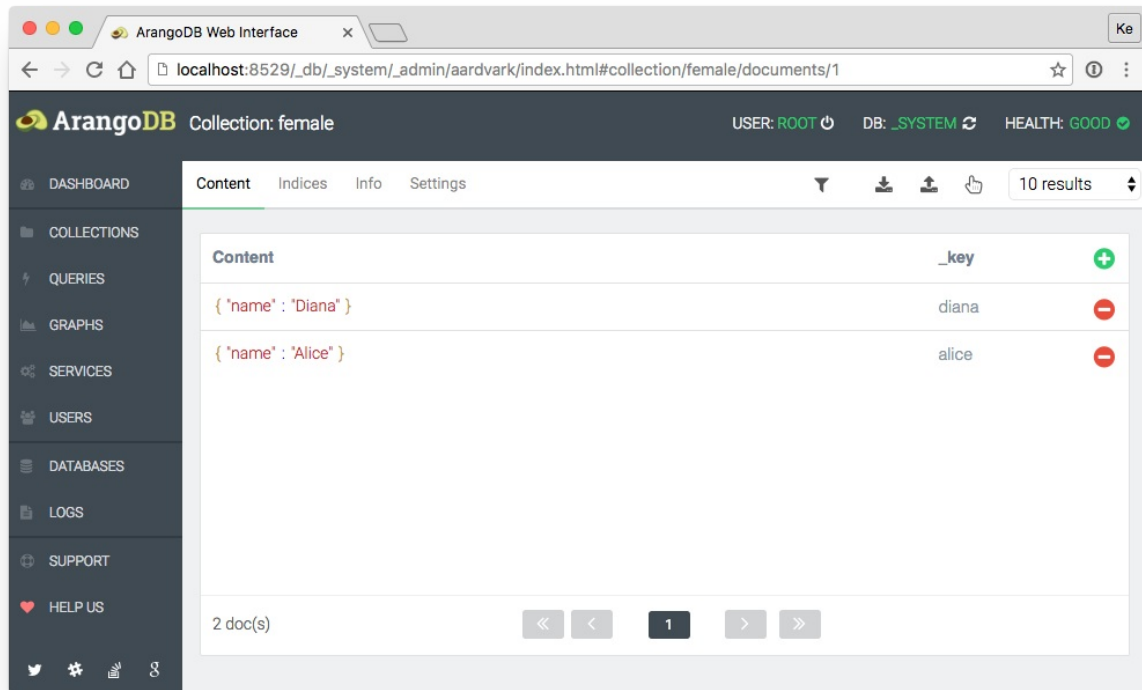 ArangoDB Web Interface
Ke
localhost:8529/_db/_system/_admin/aardvark/index.html#collection/female/documents/1
ArangoDB Collection: female USER: ROOT DB: _SYSTEM HEALTH: GOOD
DASHBOARD
COLLECTIONS
QUERIES
GRAPHS
SERVICES
USERS
DATABASES
LOGS
SUPPORT
HELP US
Content Indices Info Settings 10 results
Content _key
{ "name" : "Diana" } diana
{ "name" : "Alice" } alice
2 doc(s) 1